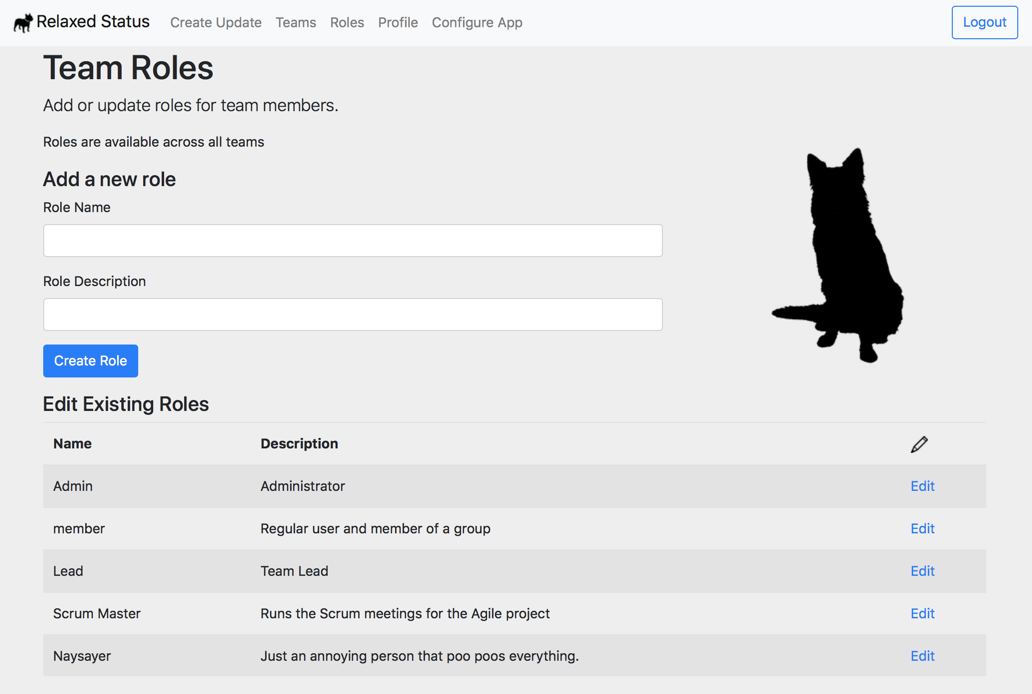 Relaxed Status Create Update Teams Roles Profile Configure App Logout
Team Roles
Add or update roles for team members.
Roles are available across all teams
Add a new role
Role Name
Role Description
Create Role
Edit Existing Roles
Name Description
Admin Administrator Edit
member Regular user and member of a group Edit
Lead Team Lead Edit
Scrum Master Runs the Scrum meetings for the Agile project Edit
Naysayer Just an annoying person that poo poos everything. Edit